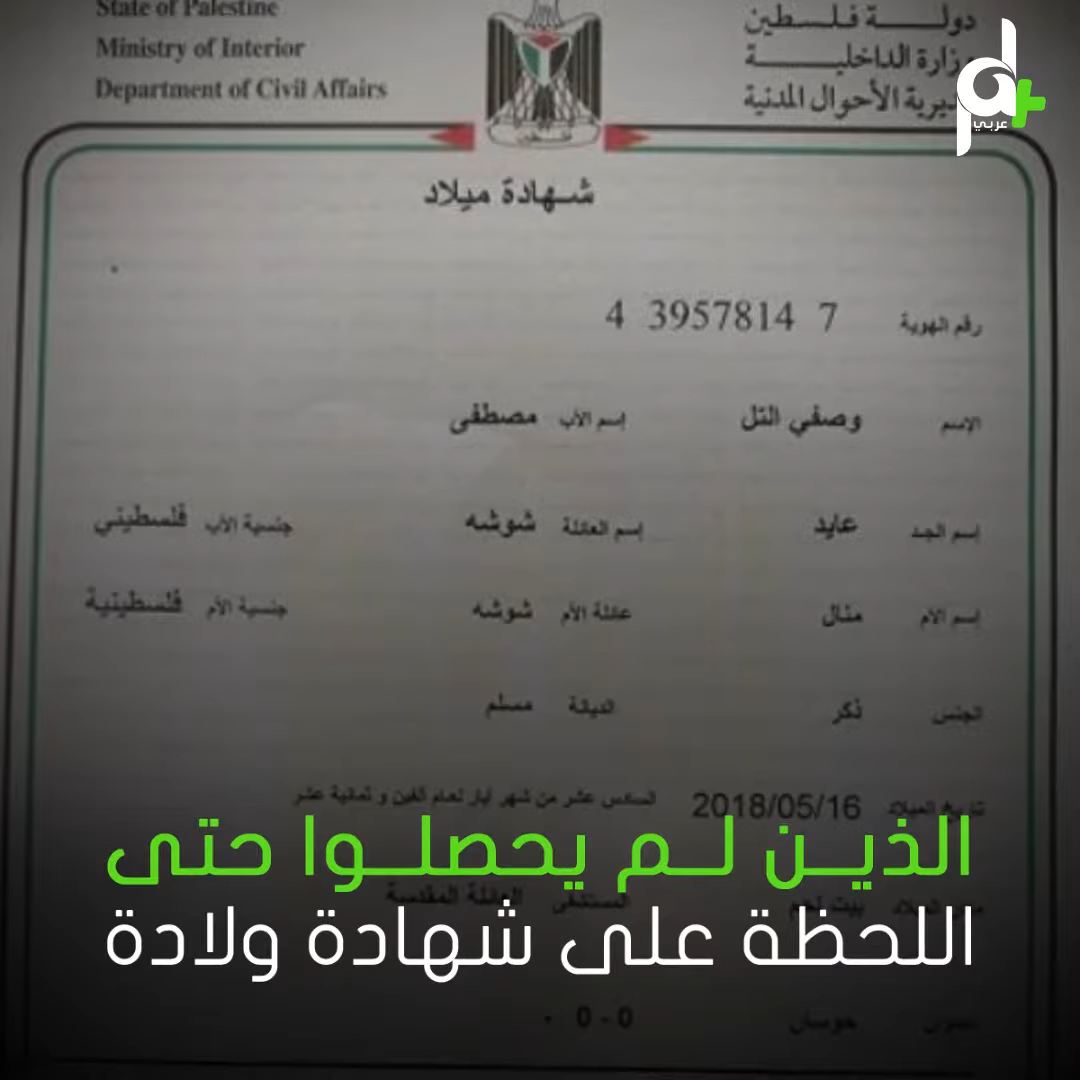 State of Palestine
Ministry of Interior
Department of Civil Affairs
دولة فلسطين
وزارة الداخلية
مديرية الأحوال المدنية
عربي
شهادة ميلاد
رقم الهوية 4 3957814 7
الإسم وصفي التل إسم الأب مصطفى
إسم الجد عايد إسم العائلة شوشه جنسية الأب فلسطيني
إسم الأم منال عائلة الأم شوشه جنسية الأم فلسطينية
الجنس ذكر الديانة مسلم
تاريخ الميلاد 2018/05/16 السادس عشر من شهر أيار لعام ألفين و ثمانية عشر
الذين لم يحصلوا حتى
بيت لحم المستشفى العائلة المقدسة
اللحظة على شهادة ولادة
حوسان 0 - 0